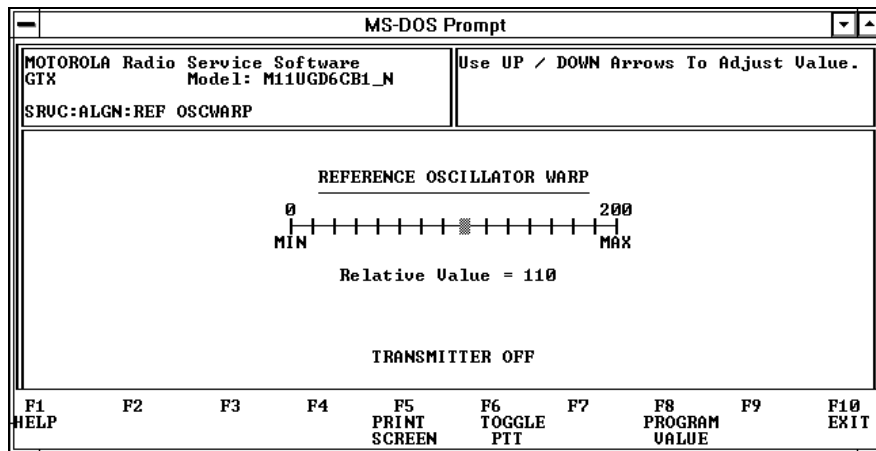 MS-DOS Prompt
MOTOROLA Radio Service Software
GTX Model: M11UGD6CB1_N
SRVC:ALGN:REF OSCWARP
Use UP / DOWN Arrows To Adjust Value.
REFERENCE OSCILLATOR WARP
0 200
MIN MAX
Relative Value = 110
TRANSMITTER OFF
F1 F2 F3 F4 F5 F6 F7 F8 F9 F10
HELP PRINT TOGGLE PROGRAM EXIT
SCREEN PTT VALUE